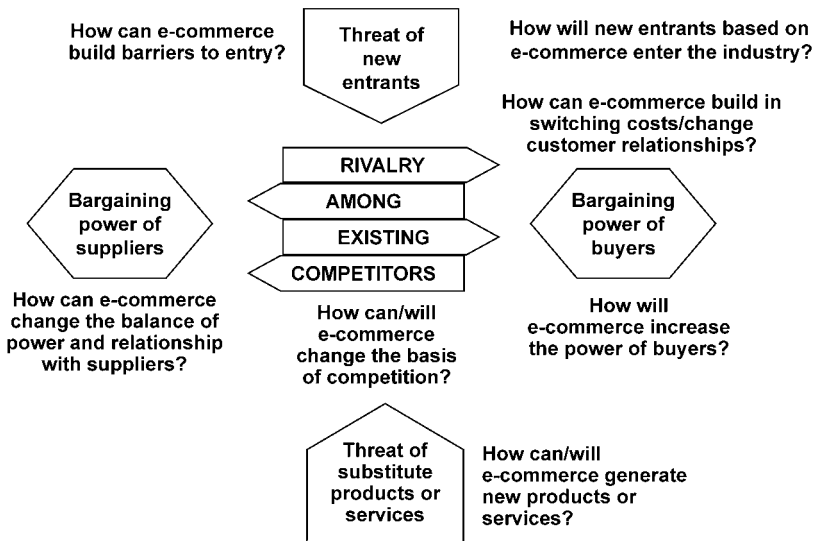 How can e-commerce
build barriers to entry?
Threat of
new
entrants
How will new entrants based on
e-commerce enter the industry?
How can e-commerce build in
switching costs/change
customer relationships?
Bargaining
power of
suppliers
RIVALRY
AMONG
EXISTING
COMPETITORS
Bargaining
power of
buyers
How can e-commerce
change the balance of
power and relationship
with suppliers?
How can/will
e-commerce
change the basis
of competition?
How will
e-commerce increase
the power of buyers?
Threat of
substitute
products or
services
How can/will
e-commerce generate
new products or
services?